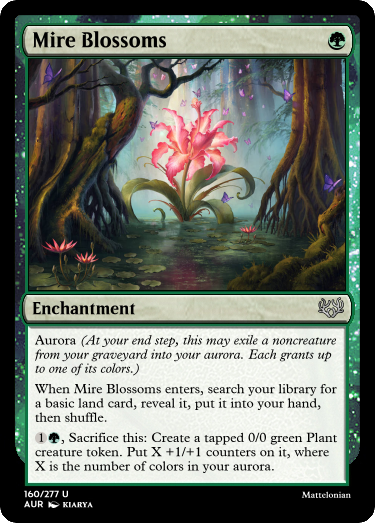 Mire Blossoms
Enchantment
Aurora (At your end step, this may exile a noncreature
from your graveyard into your aurora. Each grants up
to one of its colors.)
When Mire Blossoms enters, search your library for
a basic land card, reveal it, put it into your hand,
then shuffle.
1, Sacrifice this: Create a tapped 0/0 green Plant
creature token. Put X +1/+1 counters on it, where
X is the number of colors in your aurora.
160/277 U
AUR KIARYA
Mattelonian